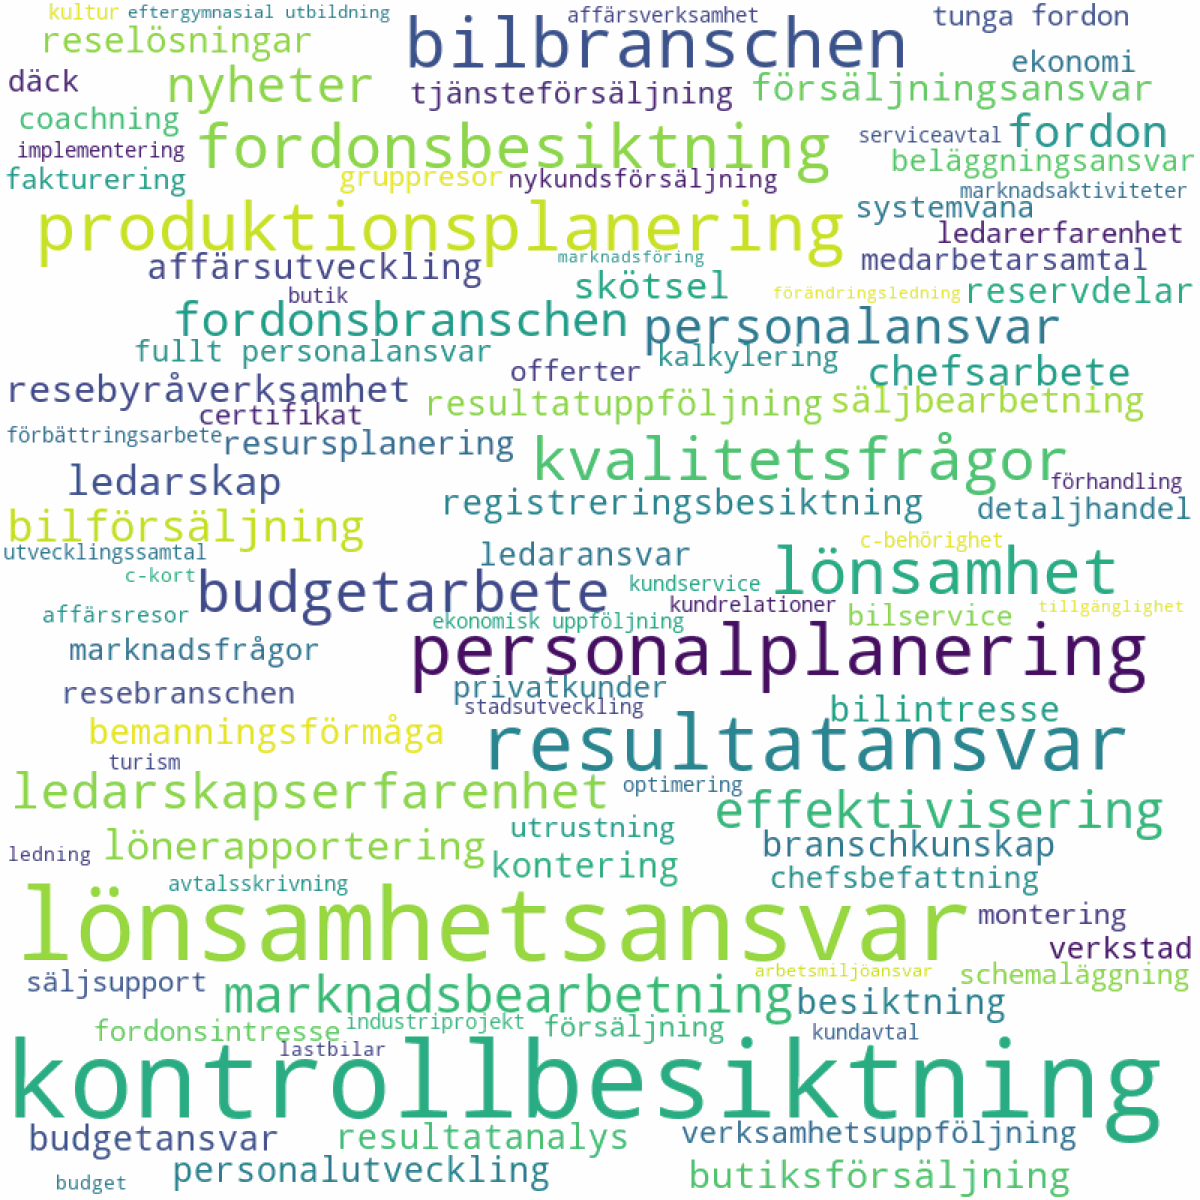 kultur eftergymnasial utbildning affärsverksamhet tunga fordon
reselösningar bilbranschen ekonomi
däck nyheter tjänsteförsäljning försäljningsansvar
coachning fordonsbesiktning serviceavtal fordon
implementering beläggningsansvar
fakturering gruppresor nykundsförsäljning marknadsaktiviteter
produktionsplanering systemvana
ledarerfarenhet
affärsutveckling marknadsföring medarbetarsamtal
butik skötsel förändringsledning reservdelar
fordonsbranschen personalansvar
fullt personalansvar kalkylering
resebyråverksamhet offerter chefsarbete
certifikat resultatuppföljning säljbearbetning
förbättringsarbete resursplanering kvalitetsfrågor
ledarskap förhandling
bilförsäljning registreringsbesiktning detaljhandel
utvecklingssamtal ledaransvar c-behörighet
c-kort budgetarbete kundservice lönsamhet
affärsresor ekonomisk uppföljning kundrelationer bilservice tillgänglighet
marknadsfrågor personalplanering
resebranschen privatkunder
stadsutveckling bilintresse
bemanningsförmåga resultatansvar
turism
ledarskapserfarenhet optimering effektivisering
ledning lönerapportering utrustning branschkunskap
kontering
avtalsskrivning chefsbefattning
lönsamhetsansvar montering
verkstad
säljsupport arbetsmiljöansvar schemaläggning
marknadsbearbetning besiktning
fordonsintresse industriprojekt försäljning kundavtal
lastbilar
kontrollbesiktning
budgetansvar resultatanalys verksamhetsuppföljning
budget personalutveckling butiksförsäljning